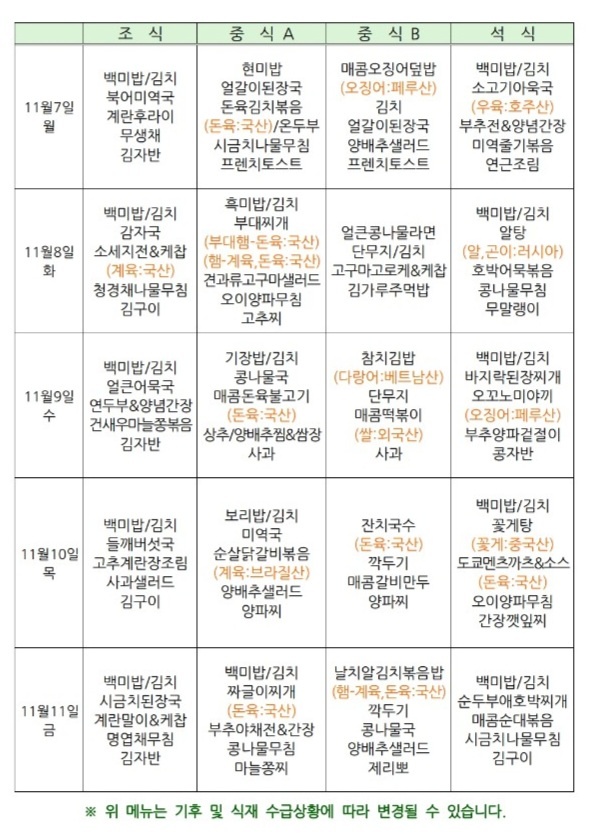 조 식
중 식 A
중 식 B
석 식
11월7일
월
백미밥/김치
북어미역국
계란후라이
무생채
김자반
현미밥
얼갈이된장국
돈육김치볶음
(돈육:국산)/온두부
시금치나물무침
프렌치토스트
매콤오징어덮밥
(오징어:페루산)
김치
얼갈이된장국
양배추샐러드
프렌치토스트
백미밥/김치
소고기아욱국
(우육:호주산)
부추전&양념간장
미역줄기볶음
연근조림
11월8일
화
백미밥/김치
감자국
소세지전&케찹
(계육:국산)
청경채나물무침
김구이
흑미밥/김치
부대찌개
(부대햄-돈육:국산)
(햄-계육,돈육:국산)
견과류고구마샐러드
오이양파무침
고추찌
얼큰콩나물라면
단무지/김치
고구마고로케&케찹
김가루주먹밥
백미밥/김치
알탕
(알,곤이:러시아)
호박어묵볶음
콩나물무침
무말랭이
11월9일
수
백미밥/김치
얼큰어묵국
연두부&양념간장
건새우마늘쫑볶음
김자반
기장밥/김치
콩나물국
매콤돈육불고기
(돈육:국산)
상추/양배추찜&쌈장
사과
참치김밥
(다랑어:베트남산)
단무지
매콤떡볶이
(쌀:외국산)
사과
백미밥/김치
바지락된장찌개
오꼬노미야끼
(오징어:페루산)
부추양파겉절이
콩자반
11월10일
목
백미밥/김치
들깨버섯국
고추계란장조림
사과샐러드
김구이
보리밥/김치
미역국
순살닭갈비볶음
(계육:브라질산)
양배추샐러드
양파찌
잔치국수
(돈육:국산)
깍두기
매콤갈비만두
양파찌
백미밥/김치
꽃게탕
(꽃게:중국산)
도쿄멘츠까츠&소스
(돈육:국산)
오이양파무침
간장깻잎찌
11월11일
금
백미밥/김치
시금치된장국
계란말이&케찹
명엽채무침
김자반
백미밥/김치
짜글이찌개
(돈육:국산)
부추야채전&간장
콩나물무침
마늘쫑찌
날치알김치볶음밥
(햄-계육,돈육:국산)
깍두기
콩나물국
양배추샐러드
제리뽀
백미밥/김치
순두부애호박찌개
매콤순대볶음
시금치나물무침
김구이
※ 위 메뉴는 기후 및 식재 수급상황에 따라 변경될 수 있습니다.